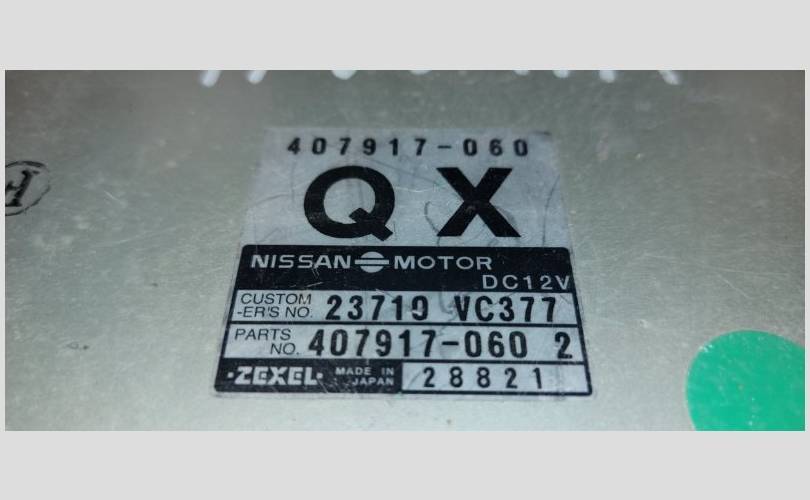 407917-060
QX
NISSAN MOTOR
DC12V
CUSTOM
-ER'S NO. 23710 VC377
PARTS
NO. 407917-060 2
·ZEXEL· MADE IN
JAPAN 28821
H